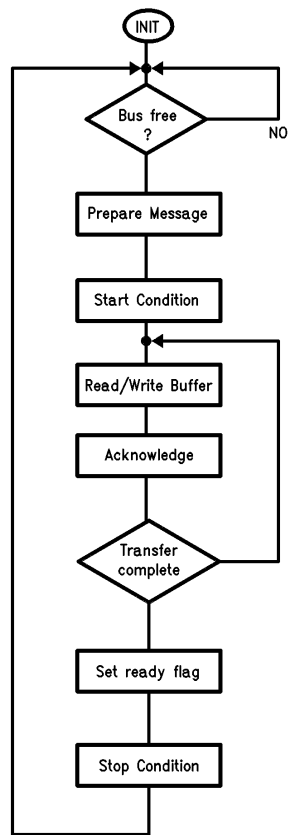 INIT
Bus free
?
NO
Prepare Message
Start Condition
Read/Write Buffer
Acknowledge
Transfer
complete
Set ready flag
Stop Condition